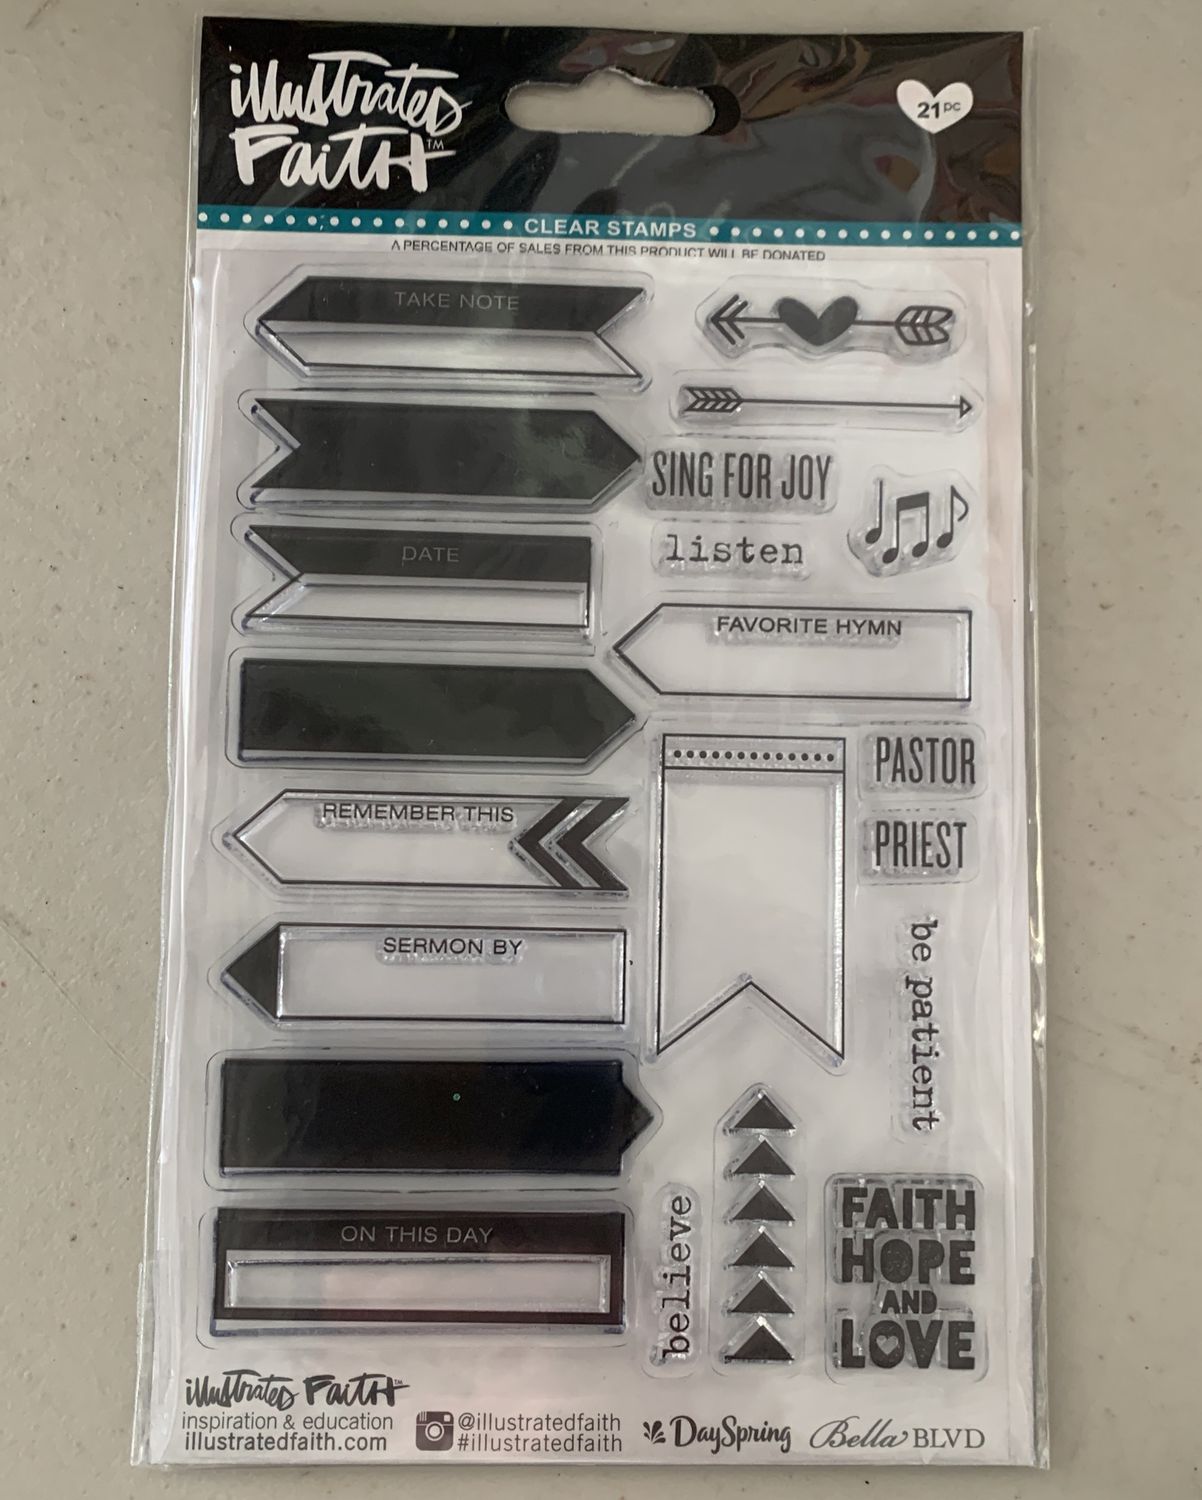 illustrated
Faith™
21pc
CLEAR STAMPS
A PERCENTAGE OF SALES FROM THIS PRODUCT WILL BE DONATED
TAKE NOTE
SING FOR JOY
DATE
listen
FAVORITE HYMN
PASTOR
REMEMBER THIS
PRIEST
SERMON BY
be patient
ON THIS DAY
believe
FAITH
HOPE
AND
LOVE
illustrated Faith™
inspiration & education
illustratedfaith.com
@illustratedfaith
#illustratedfaith
DaySpring
Bella BLVD